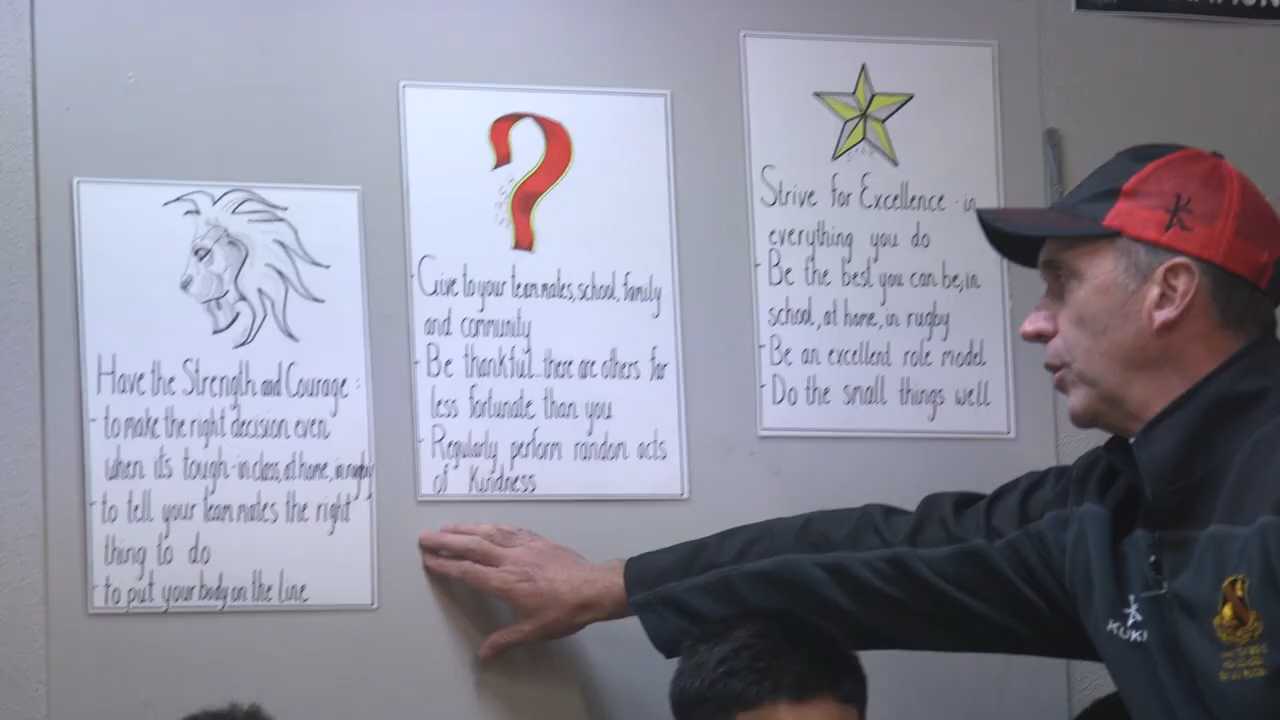 Have the Strength and Courage:
- to make the right decision even
when its tough - in class, at home, in rugby
- to tell your team mates the right
thing to do
- to put your body on the line
- Give to your team mates, school, family
and community
- Be thankful..there are others far
less fortunate than you
- Regularly perform random acts
of Kindness
Strive for Excellence - in
everything you do
- Be the best you can be, in
school, at home, in rugby
- Be an excellent role model
- Do the small things well
KUKI